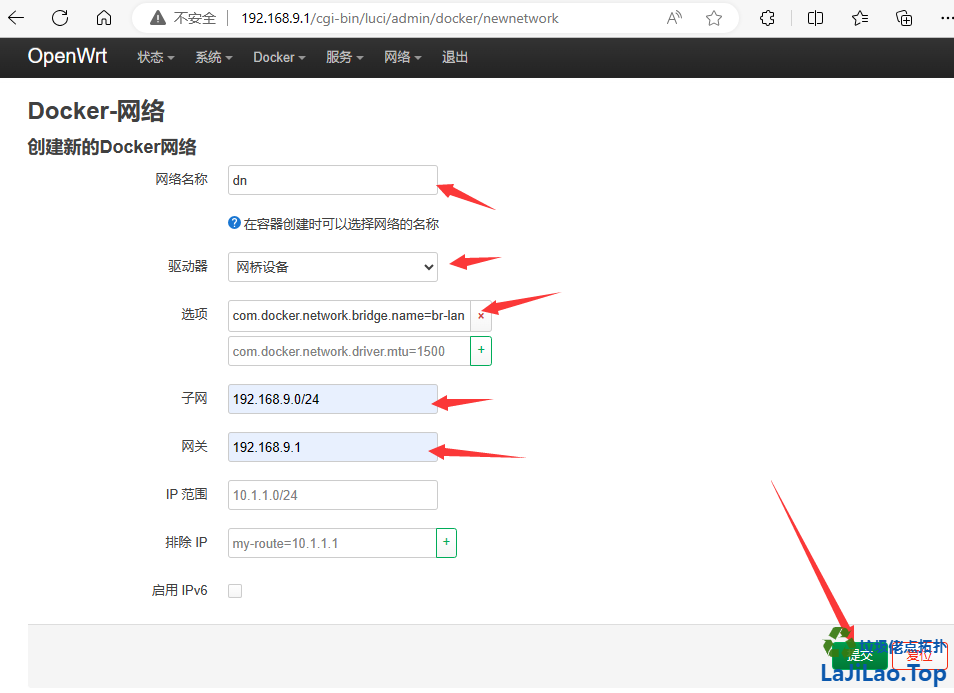 不安全 192.168.9.1/cgi-bin/luci/admin/docker/newnetwork
OpenWrt 状态 系统 Docker 服务 网络 退出
Docker-网络
创建新的Docker网络
网络名称 dn
在容器创建时可以选择网络的名称
驱动器 网桥设备
选项 com.docker.network.bridge.name=br-lan ×
com.docker.network.driver.mtu=1500 +
子网 192.168.9.0/24
网关 192.168.9.1
IP 范围 10.1.1.0/24
排除 IP my-route=10.1.1.1 +
启用 IPv6
垃圾佬点拓扑
提交 复位
LaJiLao.Top